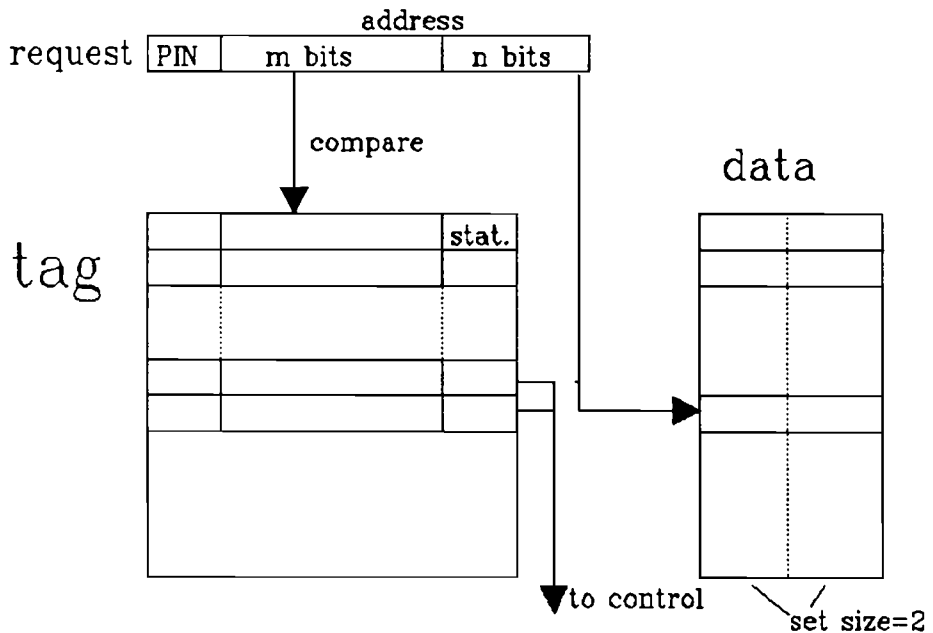 address
request PIN m bits n bits
compare
data
tag
stat.
to control
set size=2